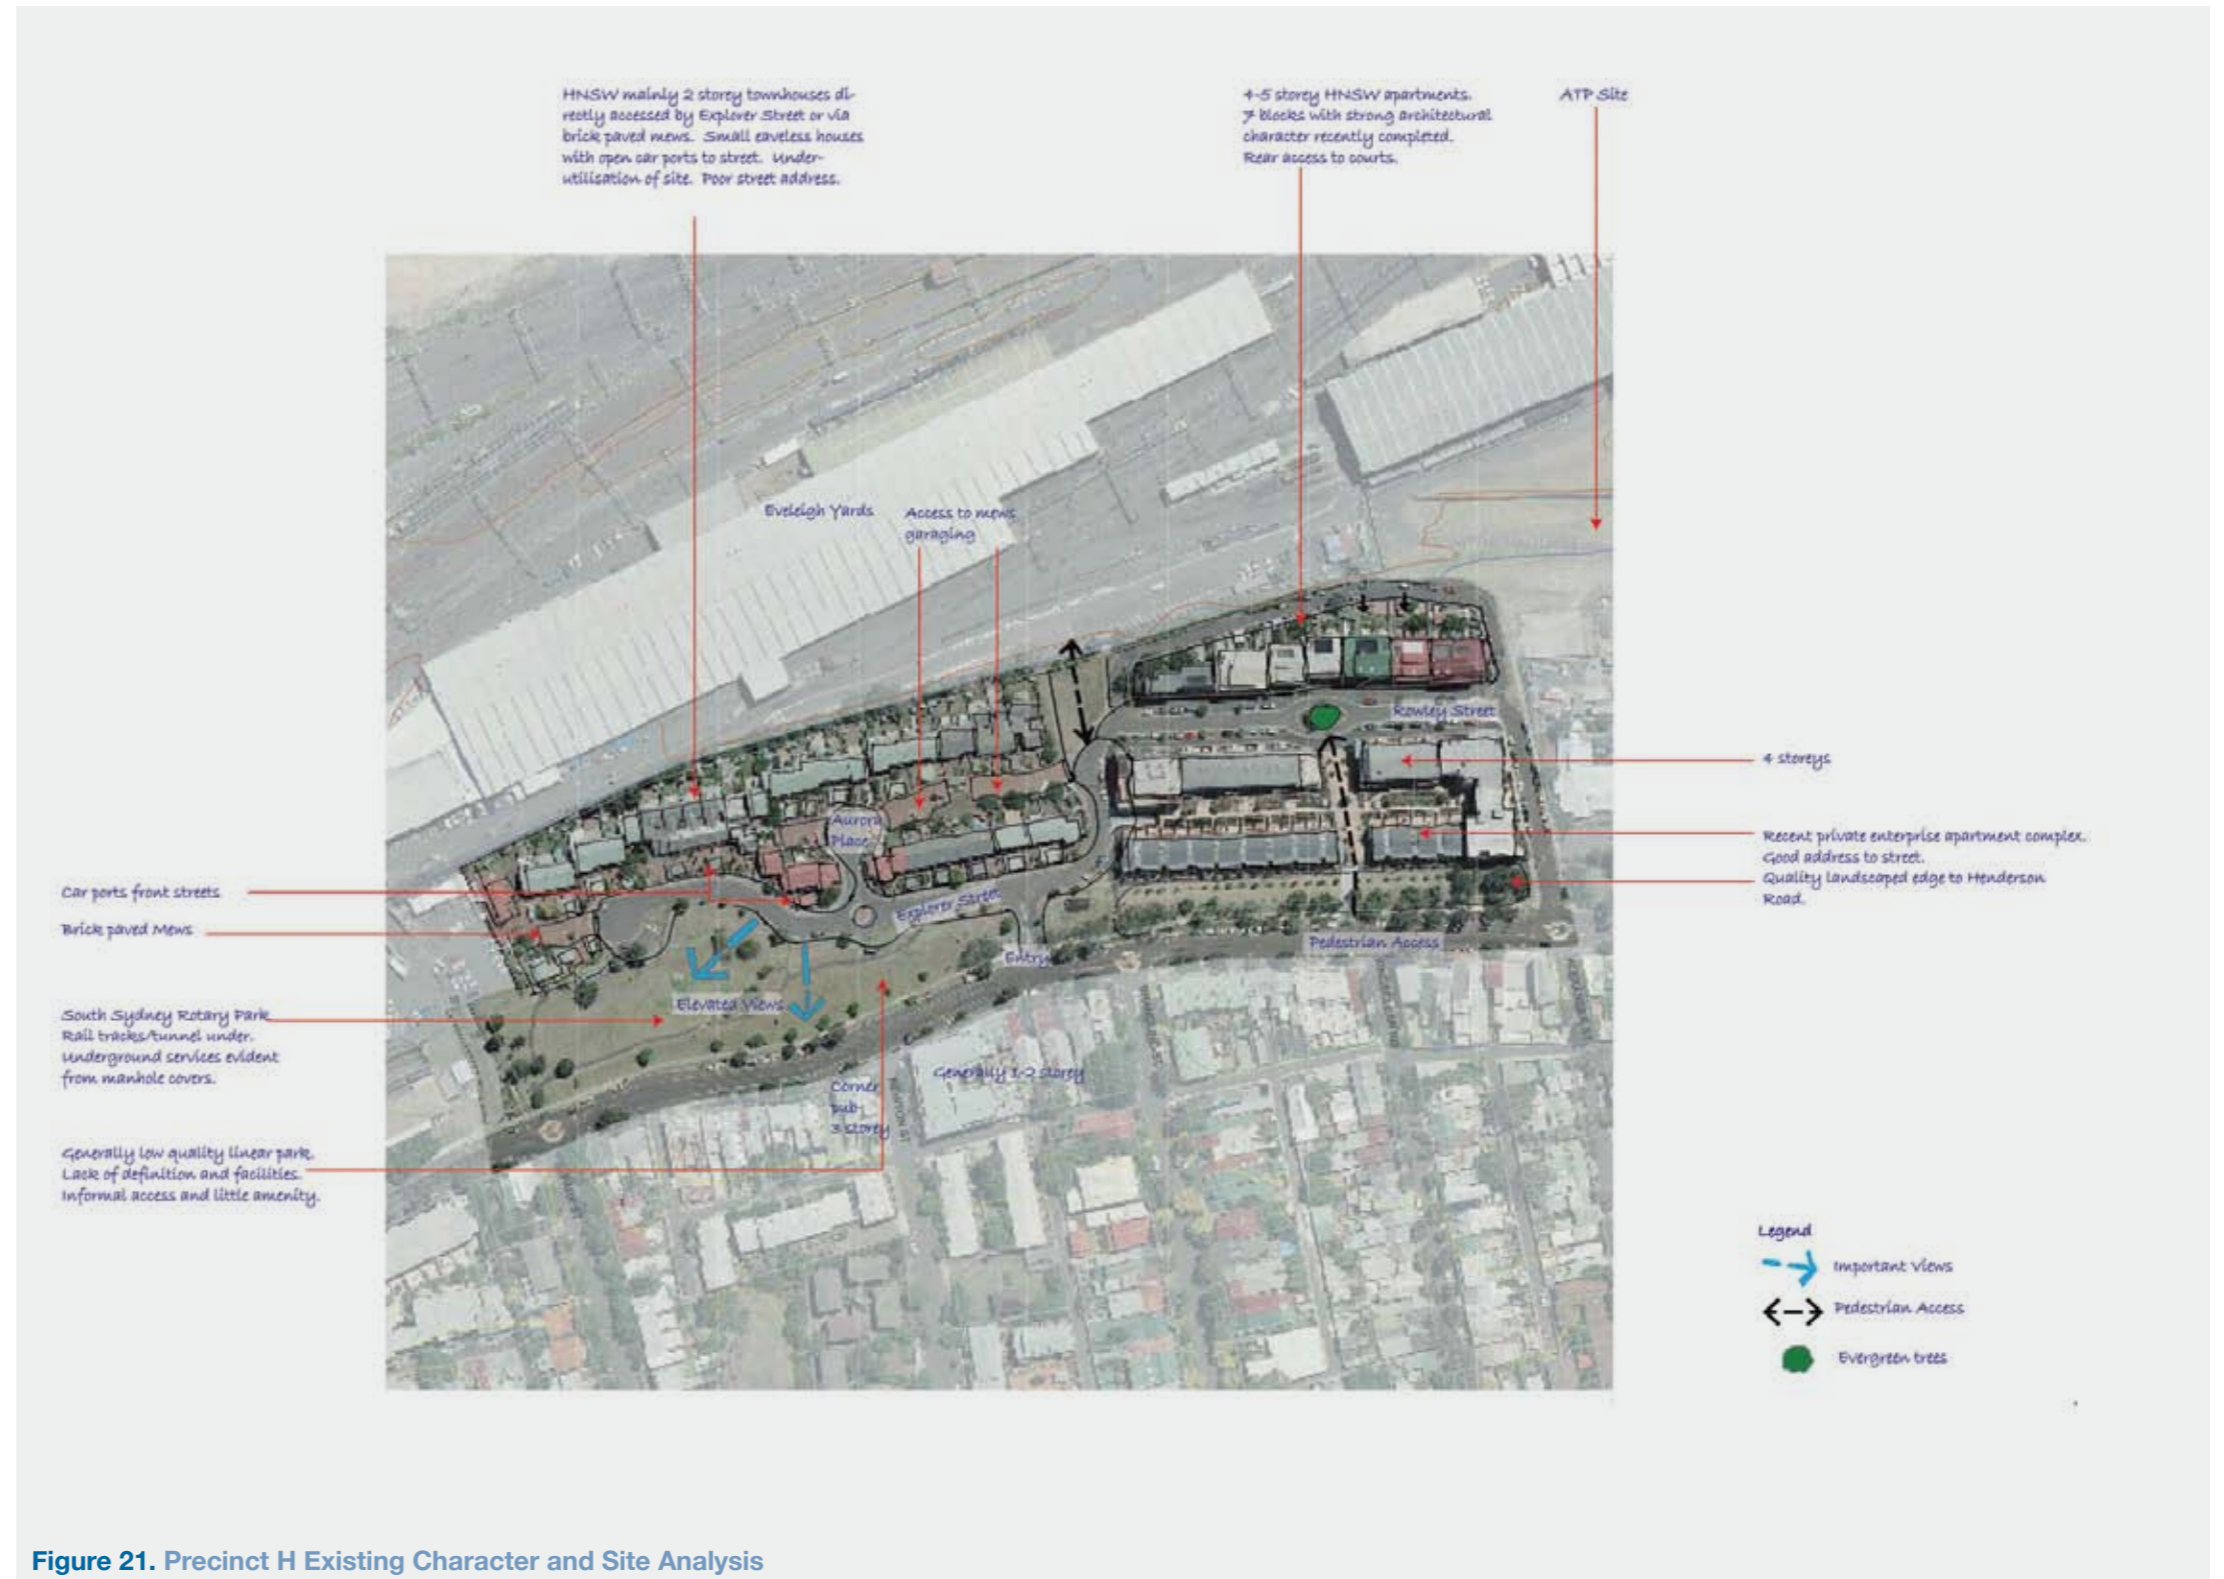 HNSW mainly 2 storey townhouses di-
rectly accessed by Explorer Street or via
brick paved mews. Small eaveless houses
with open car ports to street. Under-
utilisation of site. Poor street address.
4-5 storey HNSW apartments.
7 blocks with strong architectural
character recently completed.
Rear access to courts.
ATP Site
Eveleigh Yards
Access to mews
garaging
Rowley Street
4 storeys
Aurora
Place
Recent private enterprise apartment complex.
Good address to street.
Quality landscaped edge to Henderson
Road.
Car ports front streets
Brick paved Mews
Explorer Street
Pedestrian Access
Entry
Elevated Views
South Sydney Rotary Park
Rail tracks/tunnel under.
Underground services evident
from manhole covers.
Generally 1-2 storey
Corner
pub
3 storey
Generally low quality linear park.
Lack of definition and facilities.
Informal access and little amenity.
Legend
Important Views
Pedestrian Access
Evergreen trees
Figure 21. Precinct H Existing Character and Site Analysis